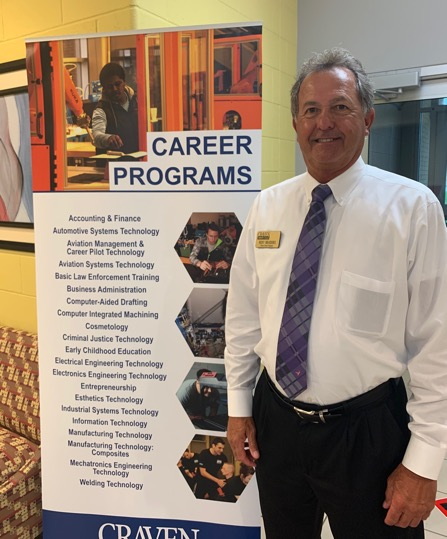 CAREER
PROGRAMS
Accounting & Finance
Automotive Systems Technology
Aviation Management &
Career Pilot Technology
Aviation Systems Technology
Basic Law Enforcement Training
Business Administration
Computer-Aided Drafting
Computer Integrated Machining
Cosmetology
Criminal Justice Technology
Early Childhood Education
Electrical Engineering Technology
Electronics Engineering Technology
Entrepreneurship
Esthetics Technology
Industrial Systems Technology
Information Technology
Manufacturing Technology
Manufacturing Technology:
Composites
Mechatronics Engineering
Technology
Welding Technology
CRAVEN